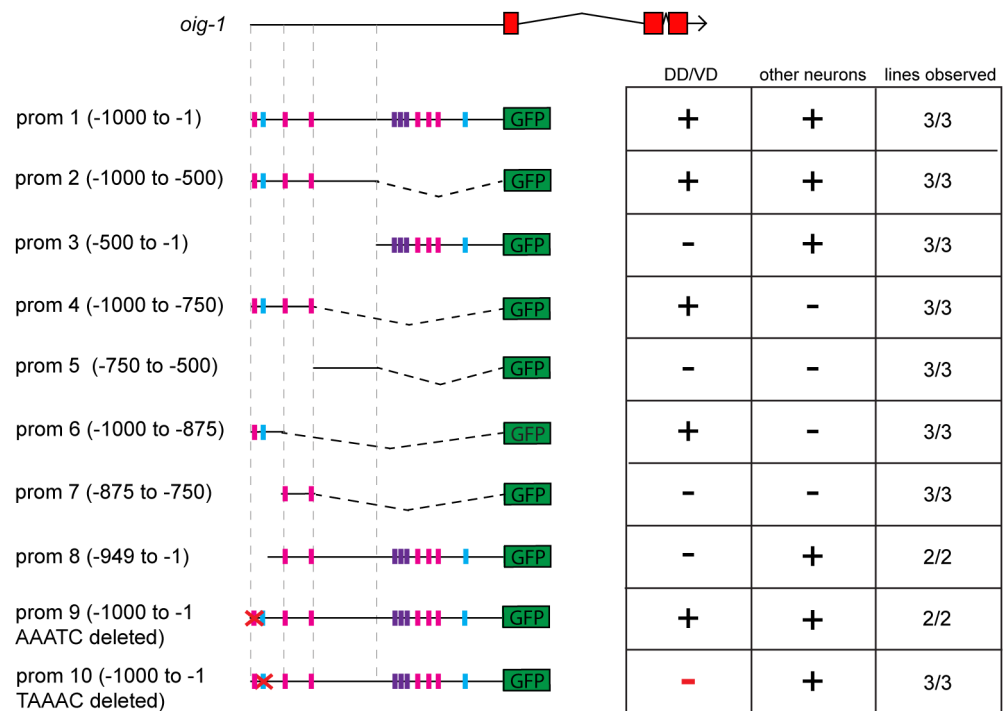 oig-1
DD/VD other neurons lines observed
prom 1 (-1000 to -1) GFP + + 3/3
prom 2 (-1000 to -500) GFP + + 3/3
prom 3 (-500 to -1) GFP - + 3/3
prom 4 (-1000 to -750) GFP + - 3/3
prom 5 (-750 to -500) GFP - - 3/3
prom 6 (-1000 to -875) GFP + - 3/3
prom 7 (-875 to -750) GFP - - 3/3
prom 8 (-949 to -1) GFP - + 2/2
prom 9 (-1000 to -1 GFP + + 2/2
AAATC deleted)
prom 10 (-1000 to -1 GFP - + 3/3
TAAAC deleted)